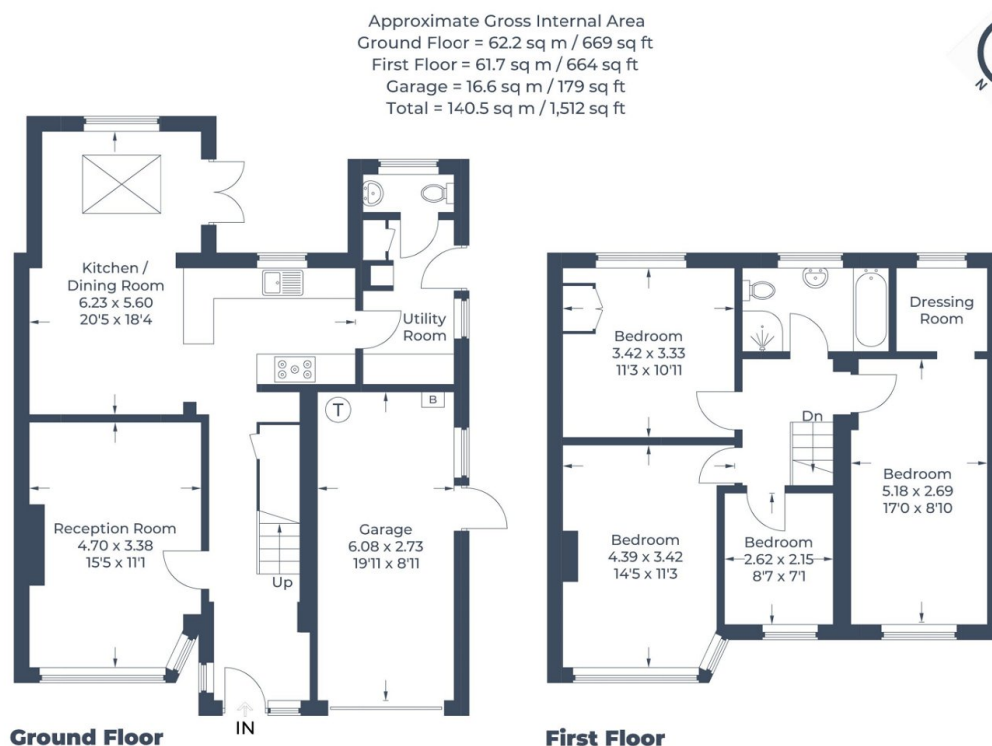 Approximate Gross Internal Area
Ground Floor = 62.2 sq m / 669 sq ft
First Floor = 61.7 sq m / 664 sq ft
Garage = 16.6 sq m / 179 sq ft
Total = 140.5 sq m / 1,512 sq ft
N
Kitchen /
Dining Room
6.23 x 5.60
20'5 x 18'4
Utility
Room
T
B
Reception Room
4.70 x 3.38
15'5 x 11'1
Garage
6.08 x 2.73
19'11 x 8'11
Up
IN
Ground Floor
Bedroom
3.42 x 3.33
11'3 x 10'11
Dressing
Room
Dn
Bedroom
5.18 x 2.69
17'0 x 8'10
Bedroom
4.39 x 3.42
14'5 x 11'3
Bedroom
2.62 x 2.15
8'7 x 7'1
First Floor